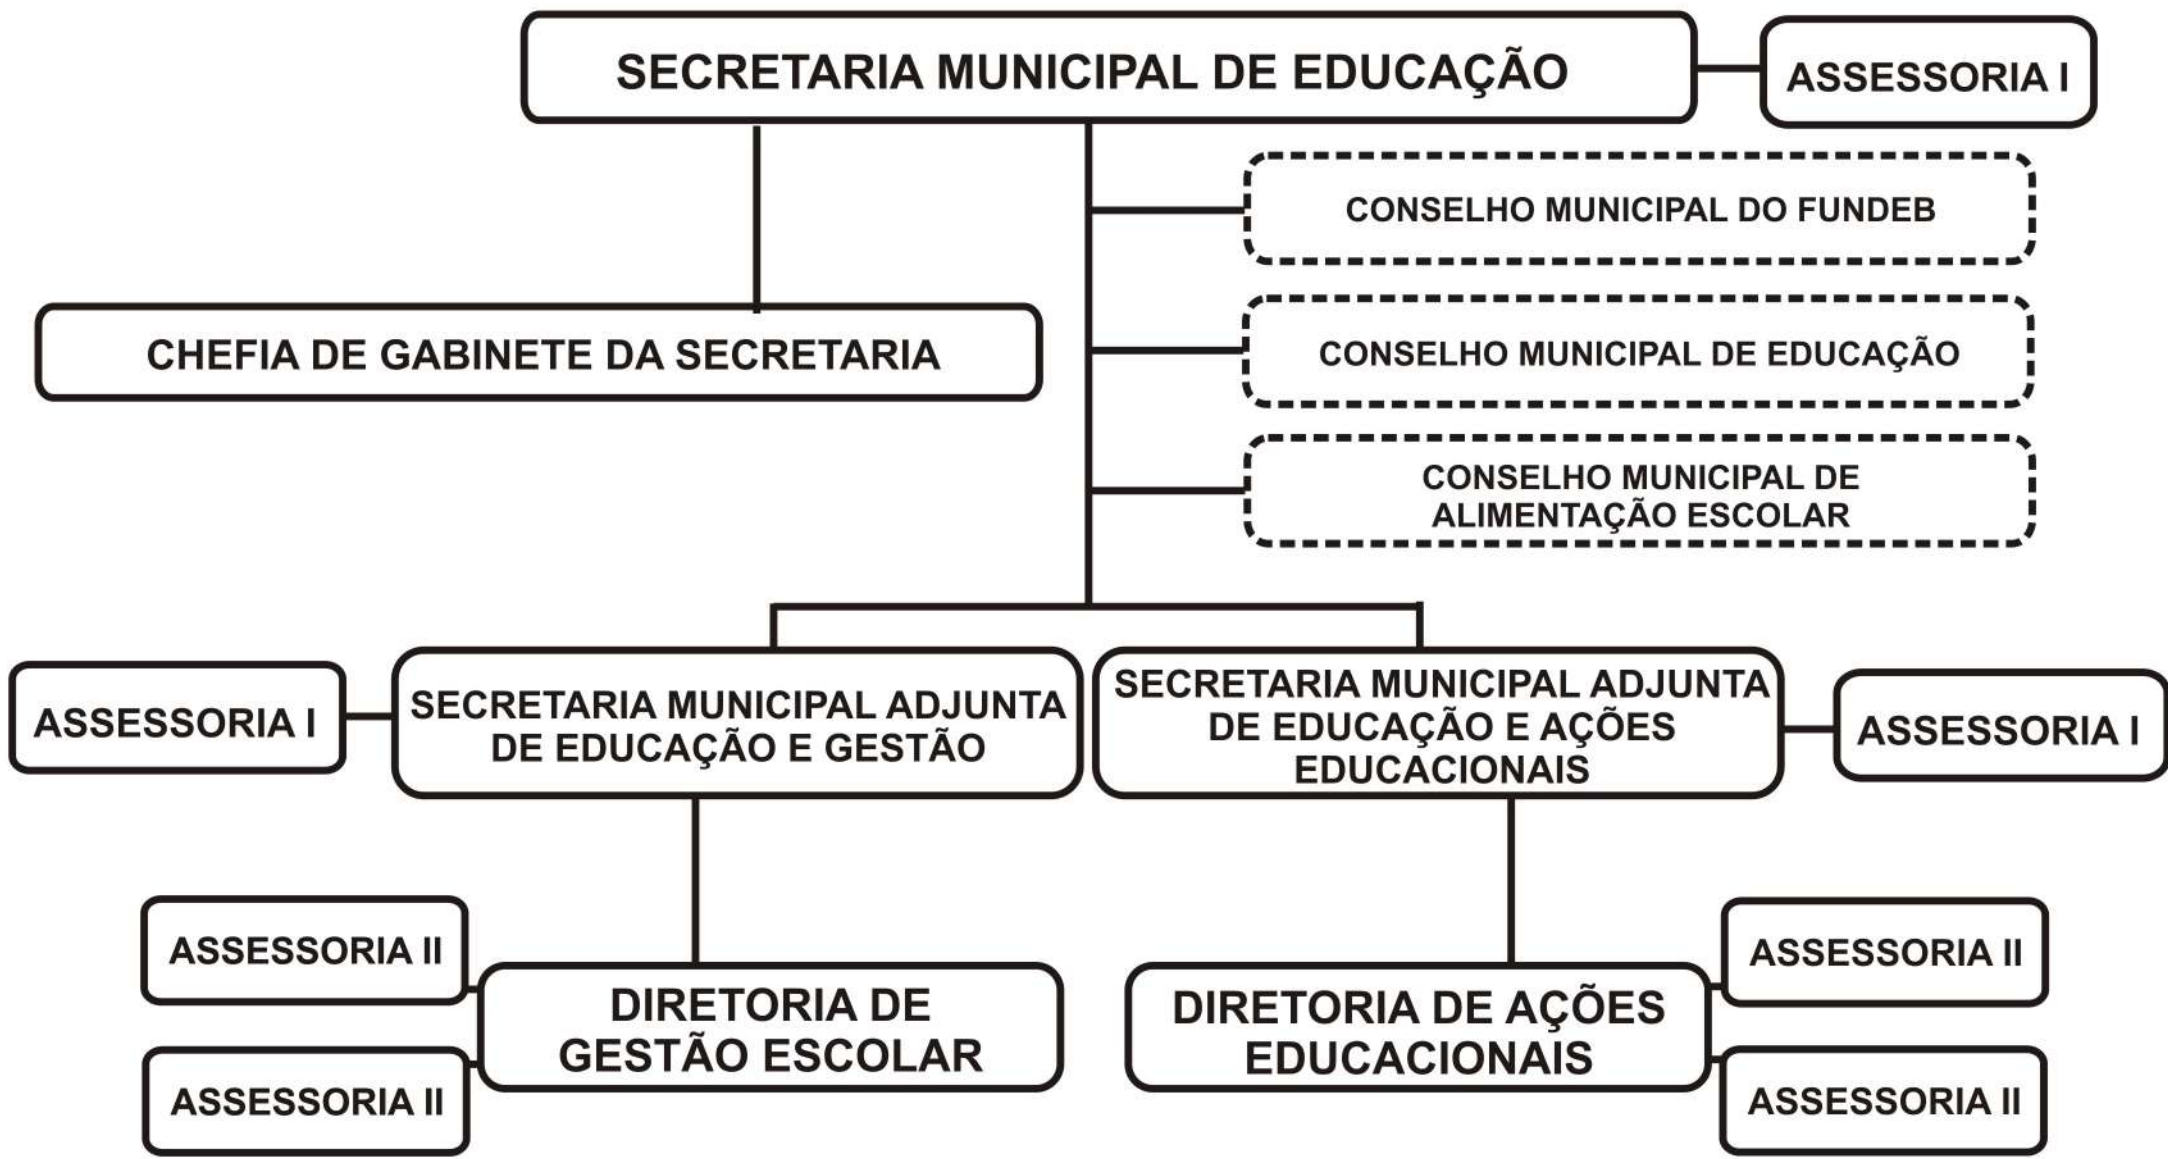 SECRETARIA MUNICIPAL DE EDUCAÇÃO
ASSESSORIA I
CONSELHO MUNICIPAL DO FUNDEB
CHEFIA DE GABINETE DA SECRETARIA
CONSELHO MUNICIPAL DE EDUCAÇÃO
CONSELHO MUNICIPAL DE
ALIMENTAÇÃO ESCOLAR
ASSESSORIA I
SECRETARIA MUNICIPAL ADJUNTA
DE EDUCAÇÃO E GESTÃO
SECRETARIA MUNICIPAL ADJUNTA
DE EDUCAÇÃO E AÇÕES
EDUCACIONAIS
ASSESSORIA I
ASSESSORIA II
ASSESSORIA II
DIRETORIA DE
GESTÃO ESCOLAR
DIRETORIA DE AÇÕES
EDUCACIONAIS
ASSESSORIA II
ASSESSORIA II